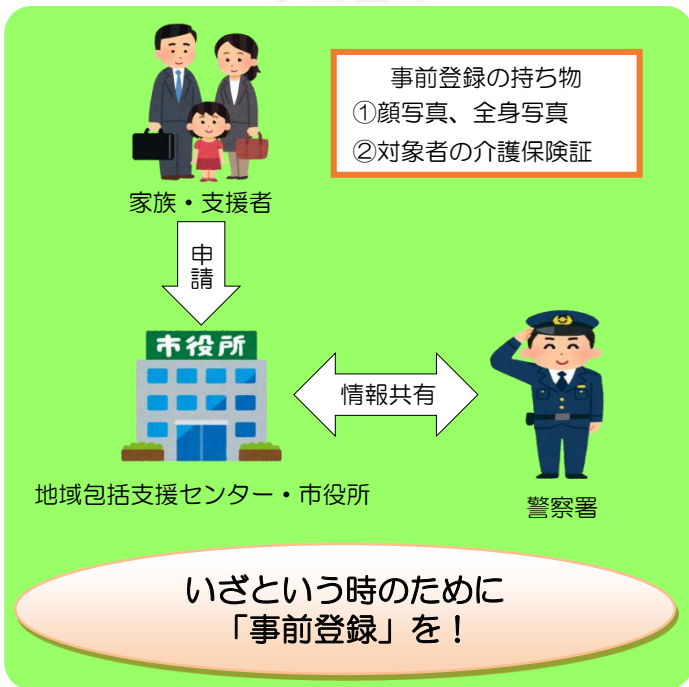 事前登録の持ち物
①顔写真、全身写真
②対象者の介護保険証
家族・支援者
申請
市役所
情報共有
地域包括支援センター・市役所
警察署
いざという時のために
「事前登録」を！